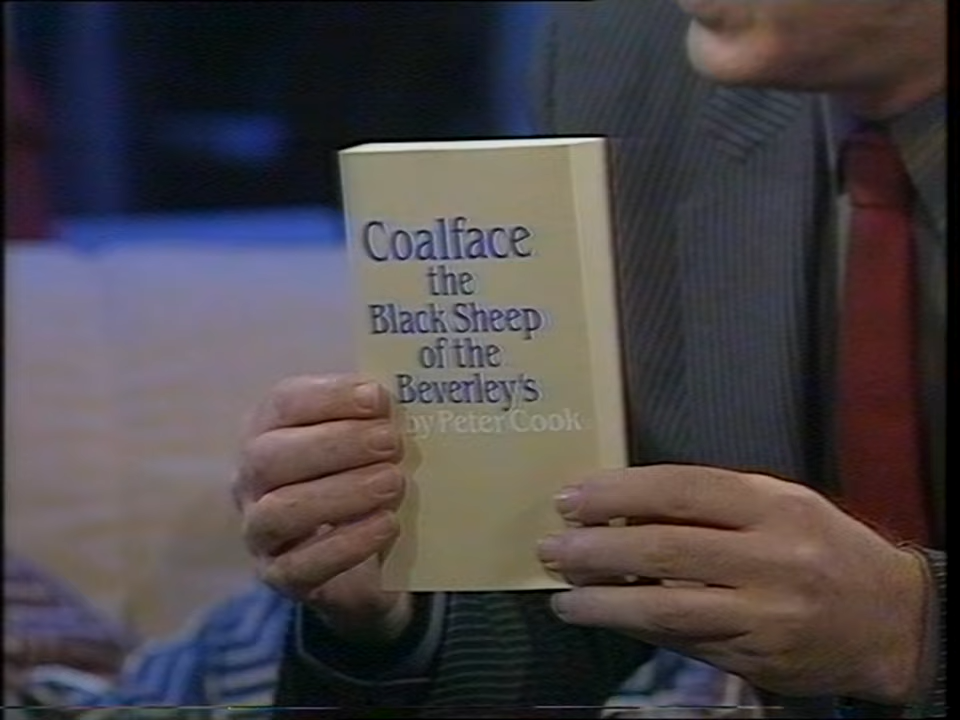 Coalface
the
Black Sheep
of the
Beverley's
by Peter Cook